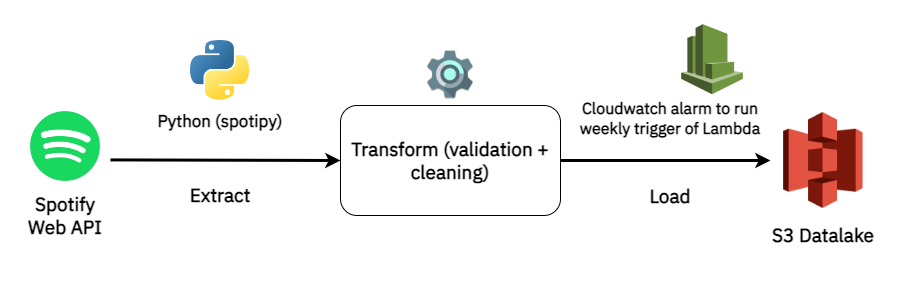 Python (spotipy)
Cloudwatch alarm to run
weekly trigger of Lambda
Transform (validation +
cleaning)
Spotify
Web API
Extract
Load
S3 Datalake